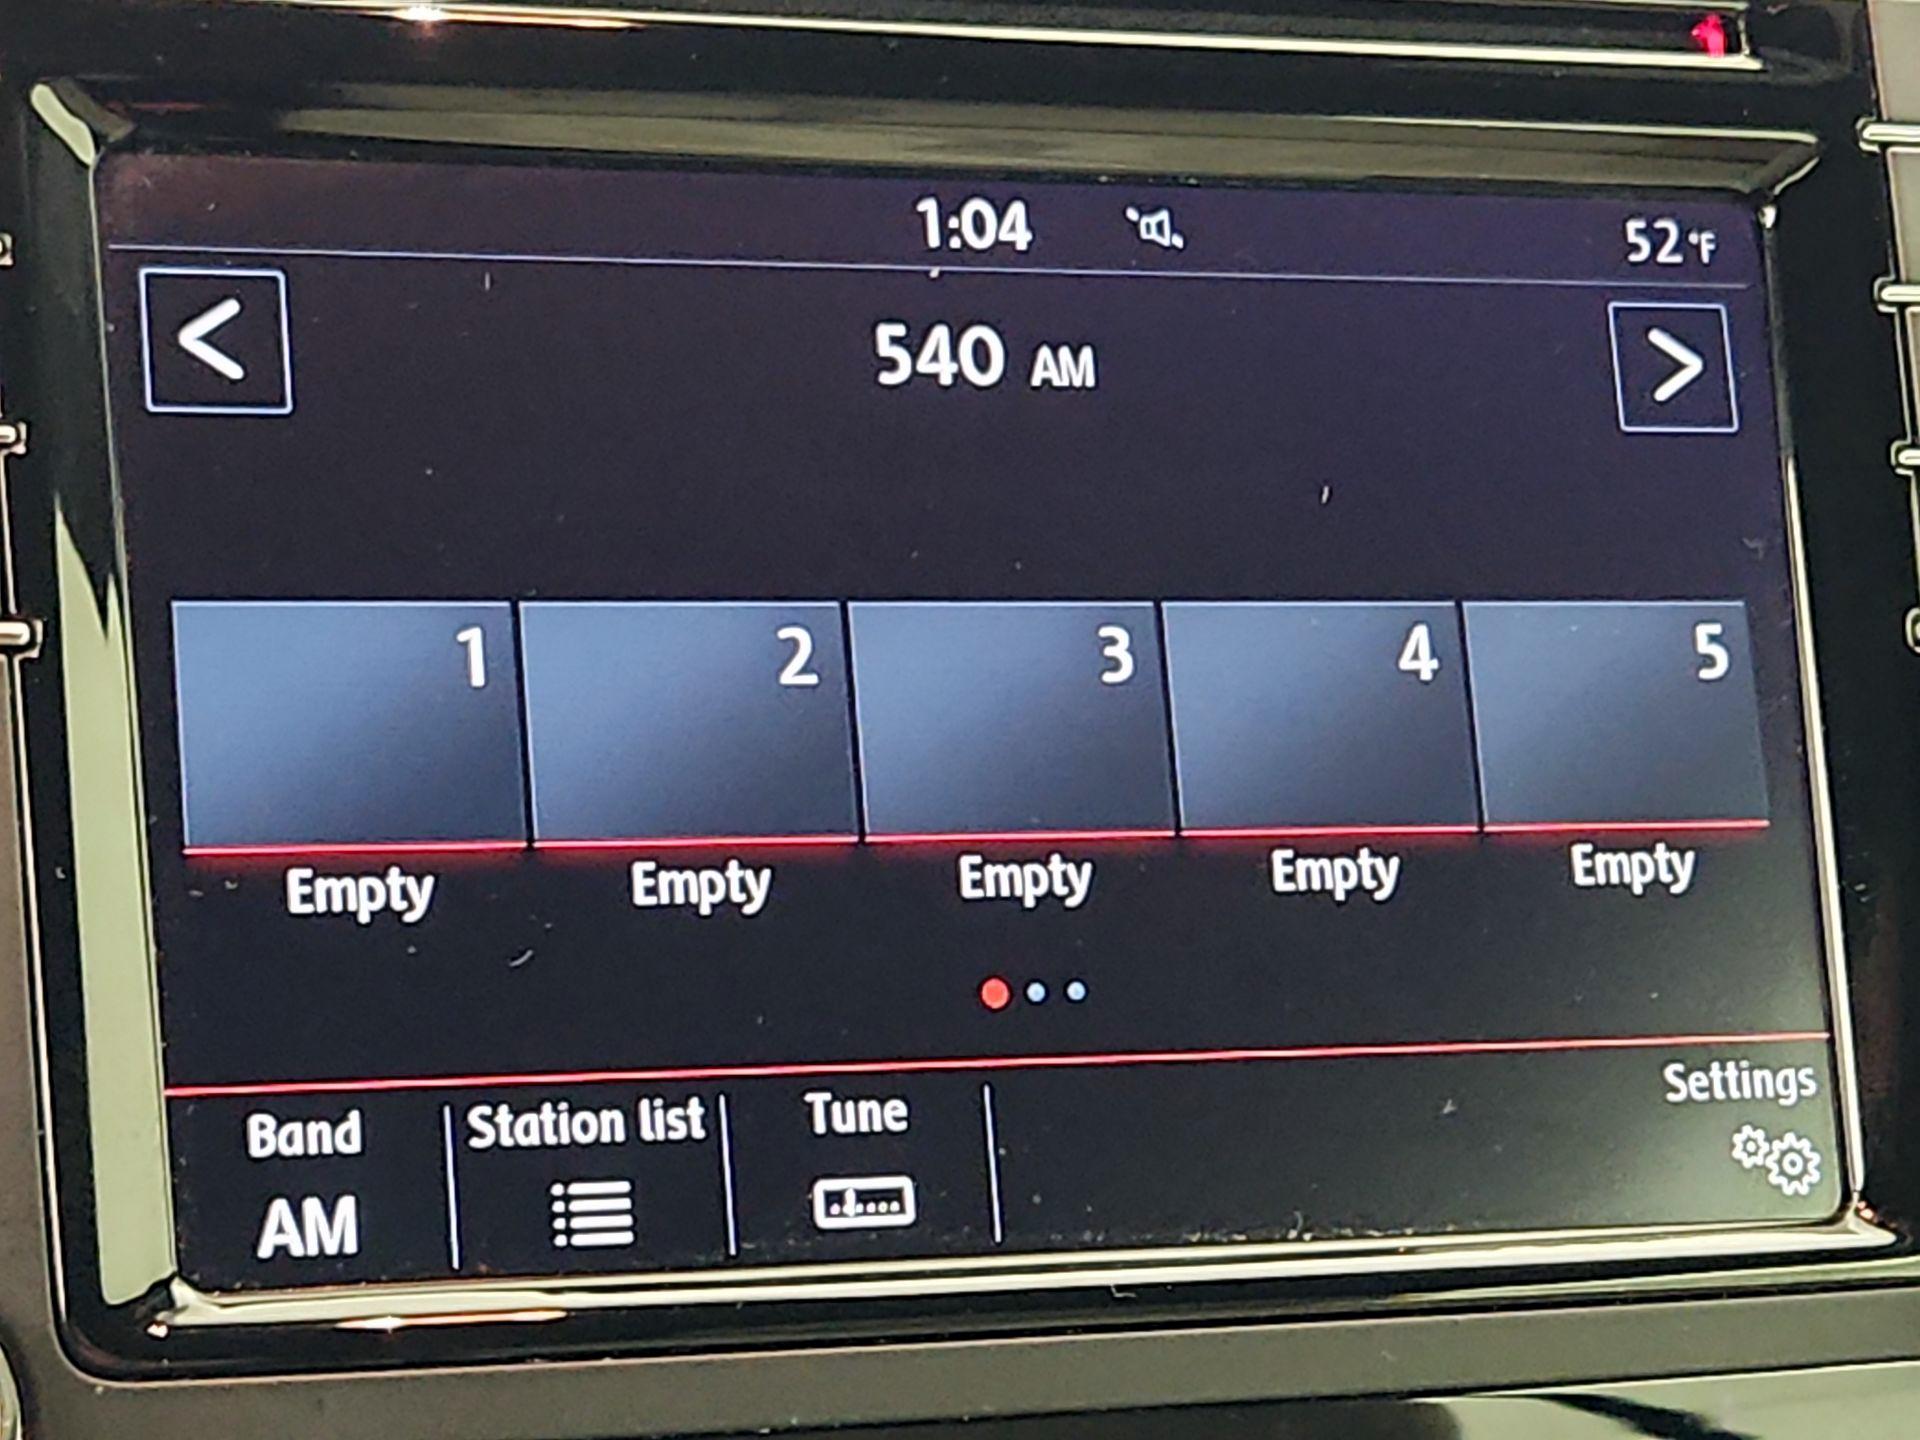 1:04 52°F
540 AM
1 2 3 4 5
Empty Empty Empty Empty Empty
Band Station list Tune Settings
AM